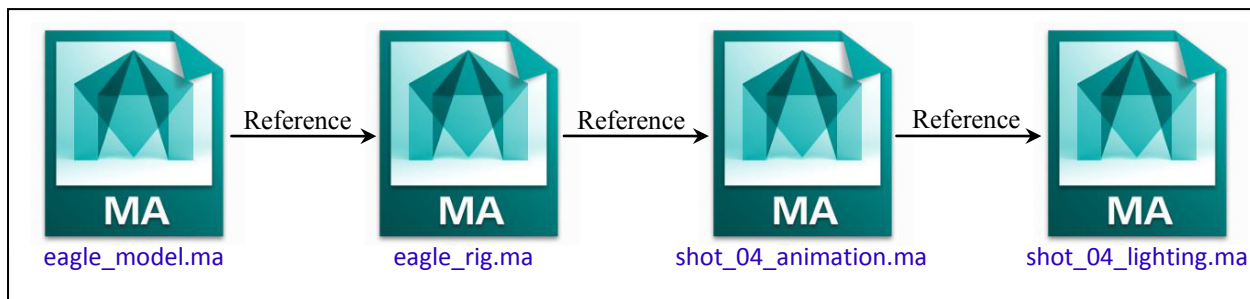 Reference Reference Reference
MA MA MA MA
eagle_model.ma eagle_rig.ma shot_04_animation.ma shot_04_lighting.ma